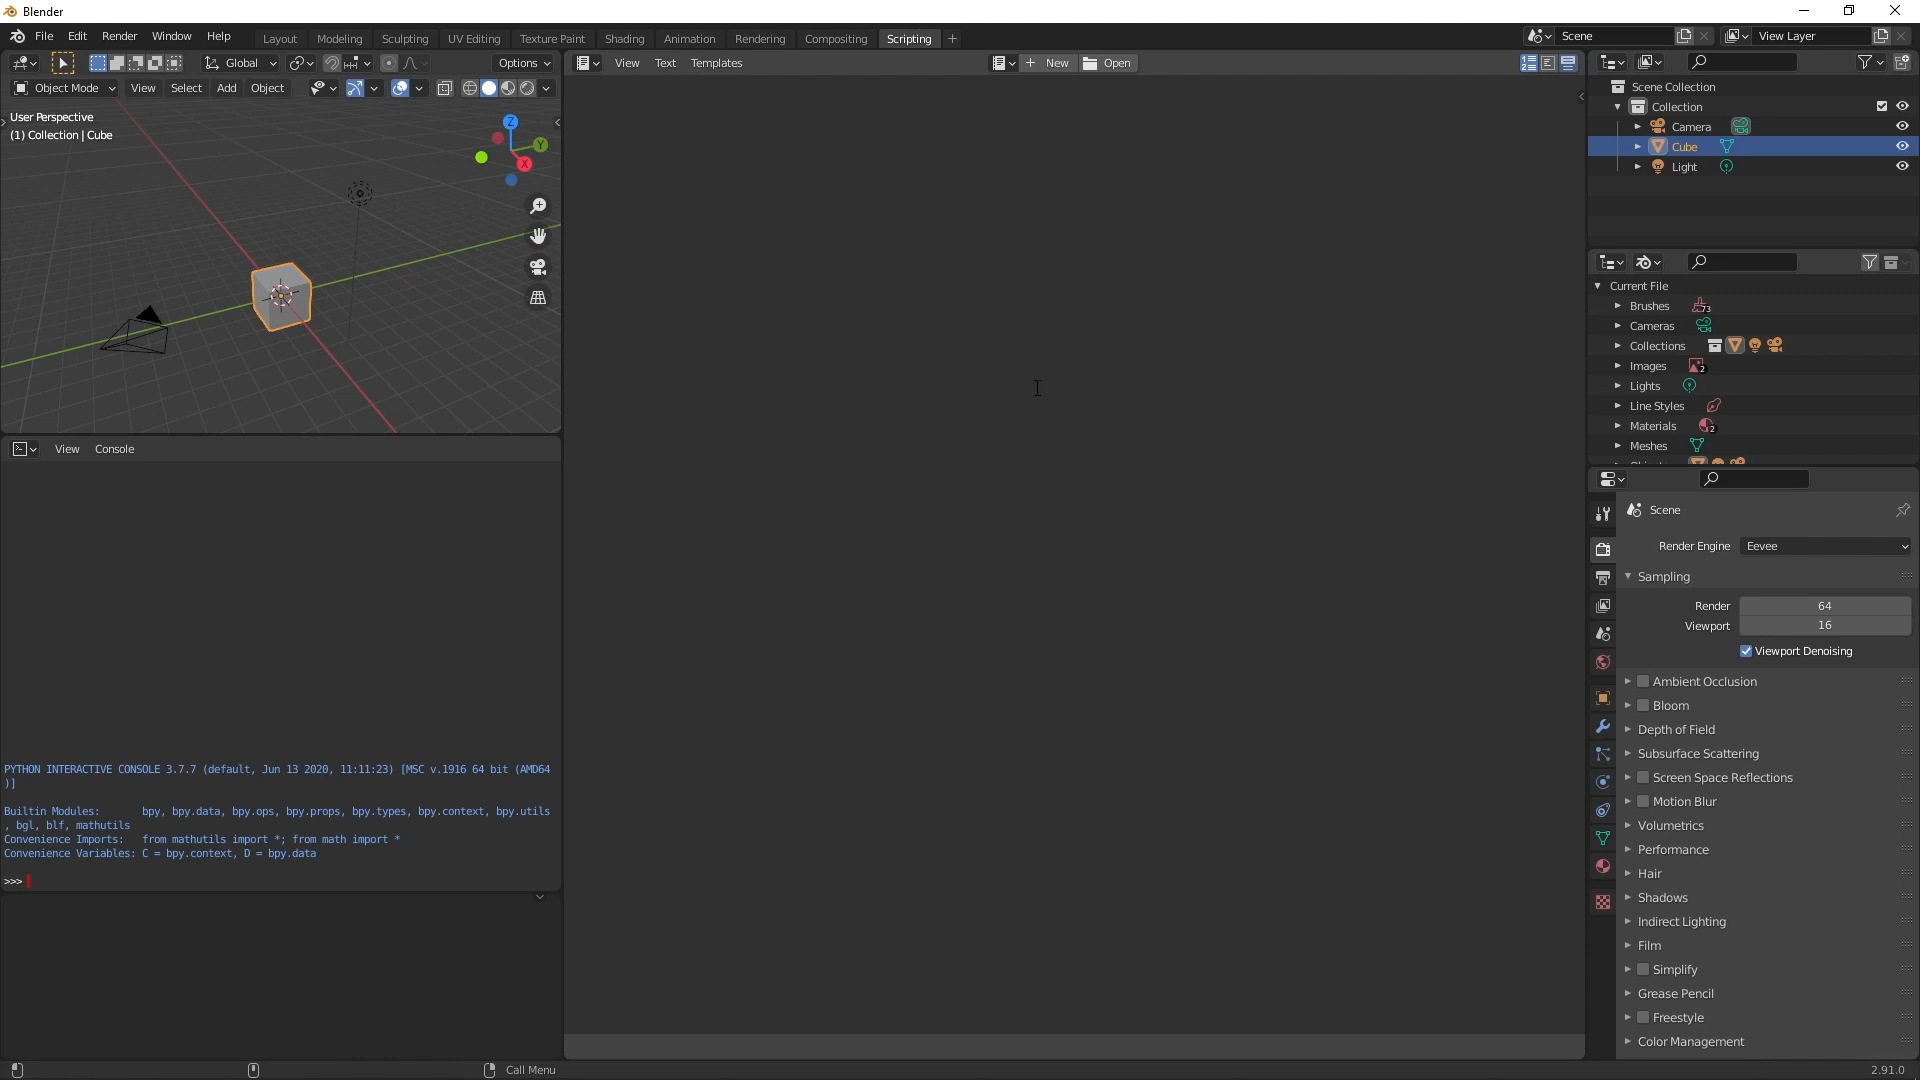 Blender
File Edit Render Window Help
Layout Modeling Sculpting UV Editing Texture Paint Shading Animation Rendering Compositing Scripting
Scene
View Layer
Global
Options
View Text Templates
New Open
Object Mode View Select Add Object
User Perspective
(1) Collection | Cube
Z
Y
X
Scene Collection
Collection
Camera
Cube
Light
Current File
Brushes 73
Cameras
Collections
Images 2
Lights
Line Styles
Materials 2
Meshes
View Console
PYTHON INTERACTIVE CONSOLE 3.7.7 (default, Jun 13 2020, 11:11:23) [MSC v.1916 64 bit (AMD64
)]
Builtin Modules: bpy, bpy.data, bpy.ops, bpy.props, bpy.types, bpy.context, bpy.utils
, bgl, blf, mathutils
Convenience Imports: from mathutils import *; from math import *
Convenience Variables: C = bpy.context, D = bpy.data
>>>
Scene
Render Engine Eevee
Sampling
Render 64
Viewport 16
Viewport Denoising
Ambient Occlusion
Bloom
Depth of Field
Subsurface Scattering
Screen Space Reflections
Motion Blur
Volumetrics
Performance
Hair
Shadows
Indirect Lighting
Film
Simplify
Grease Pencil
Freestyle
Color Management
Call Menu
2.91.0